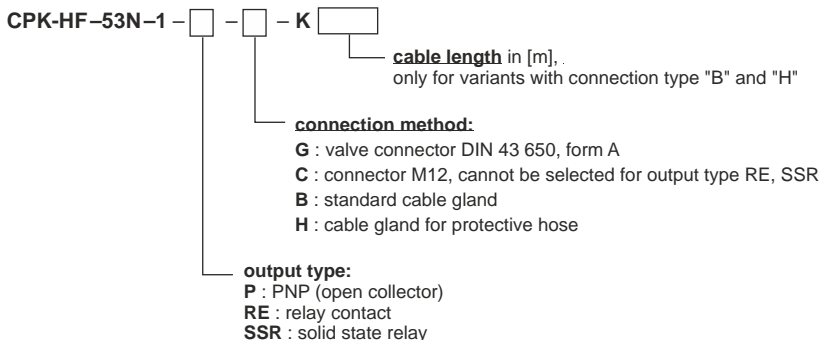 CPK-HF–53N–1 – – – K
cable length in [m],
only for variants with connection type "B" and "H"
connection method:
G : valve connector DIN 43 650, form A
C : connector M12, cannot be selected for output type RE, SSR
B : standard cable gland
H : cable gland for protective hose
output type:
P : PNP (open collector)
RE : relay contact
SSR : solid state relay